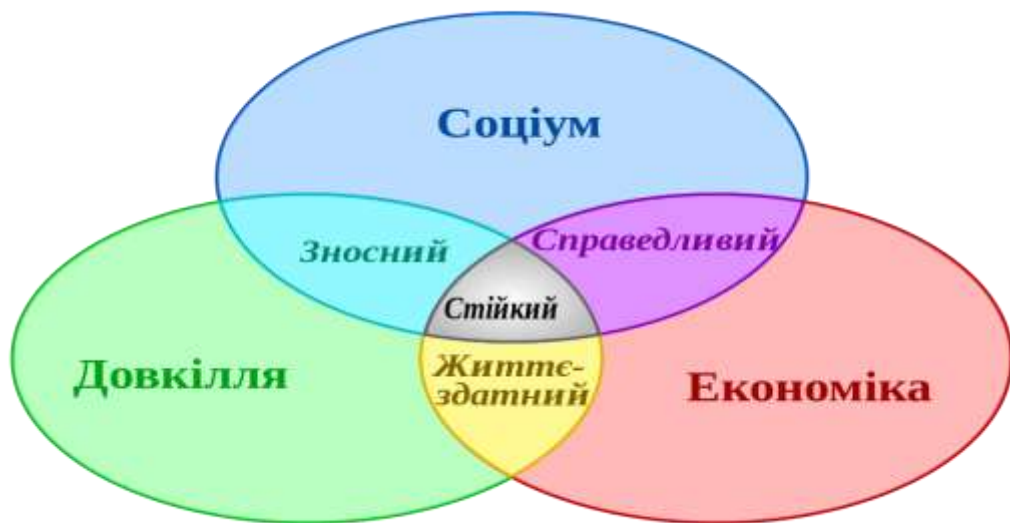 Соціум
Зносний
Справедливий
Стійкий
Довкілля
Життє-
здатний
Економіка